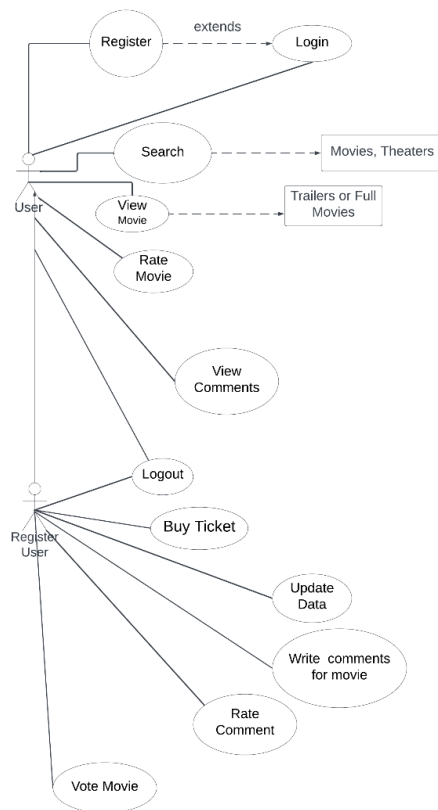 extends
Register
Login
Search
Movies, Theaters
User
View
Movie
Trailers or Full
Movies
Rate
Movie
View
Comments
Logout
Buy Ticket
Register
User
Update
Data
Write comments
for movie
Rate
Comment
Vote Movie